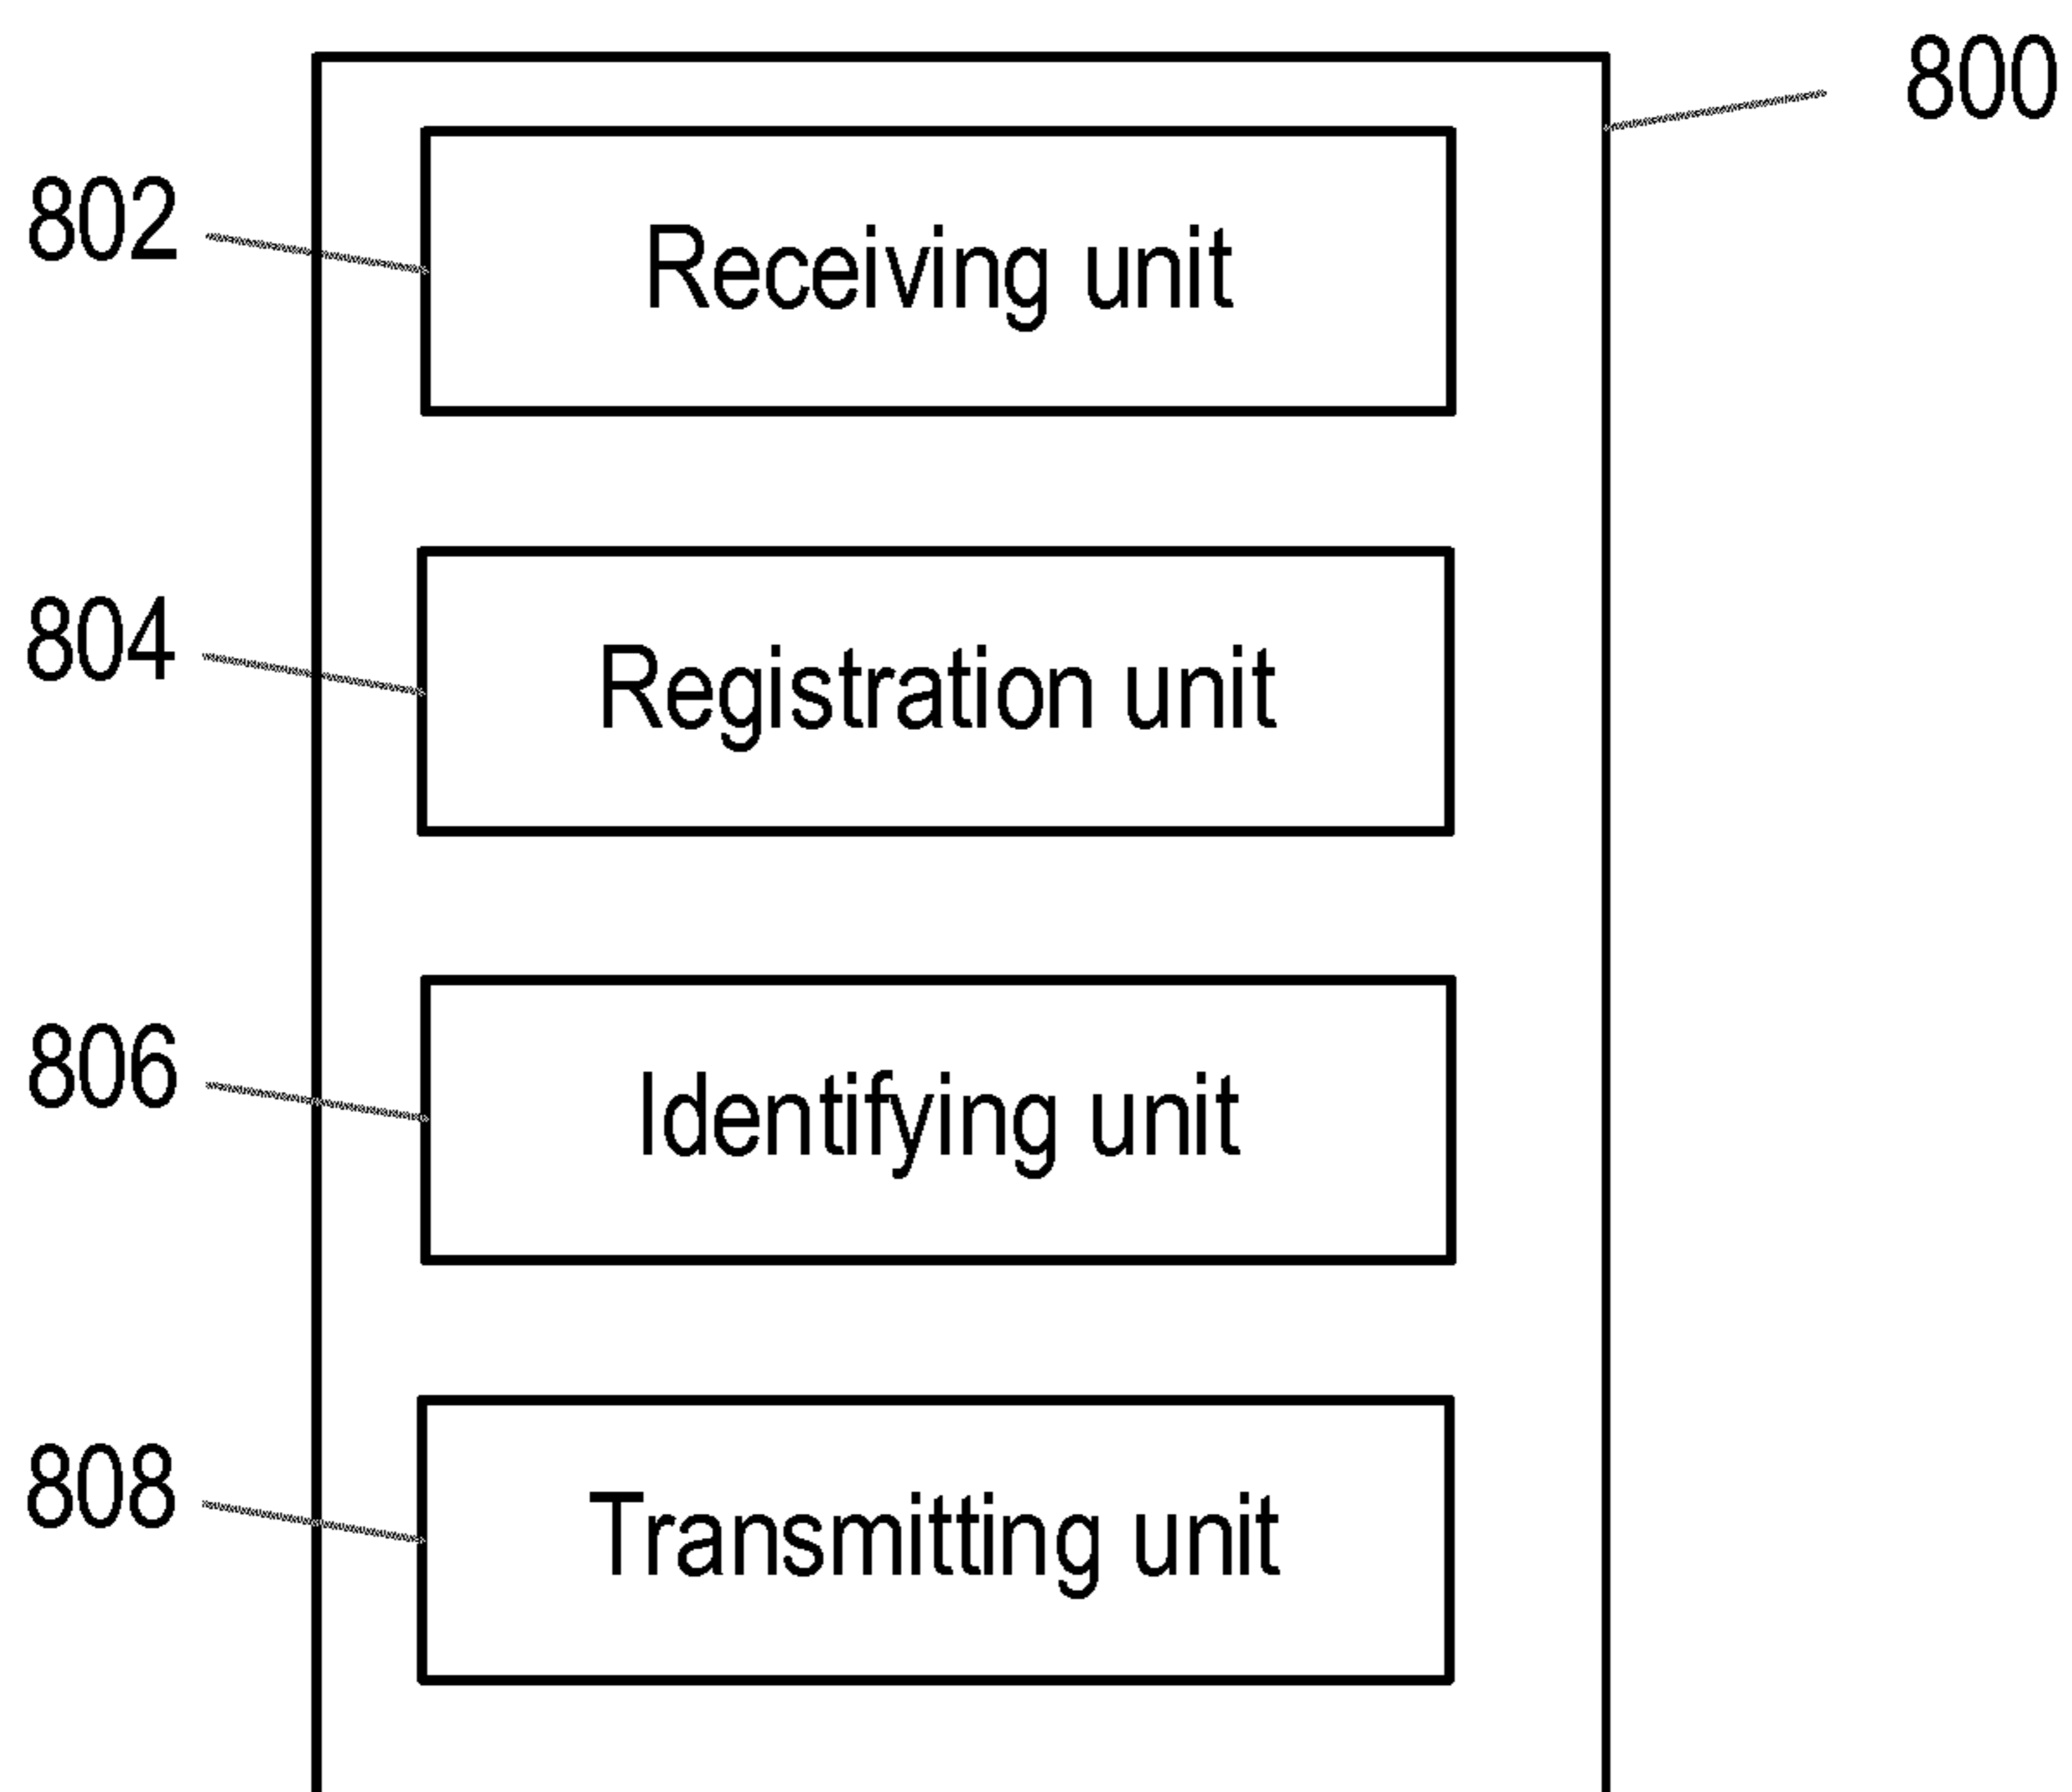 800
802
Receiving unit
804
Registration unit
806
Identifying unit
808
Transmitting unit